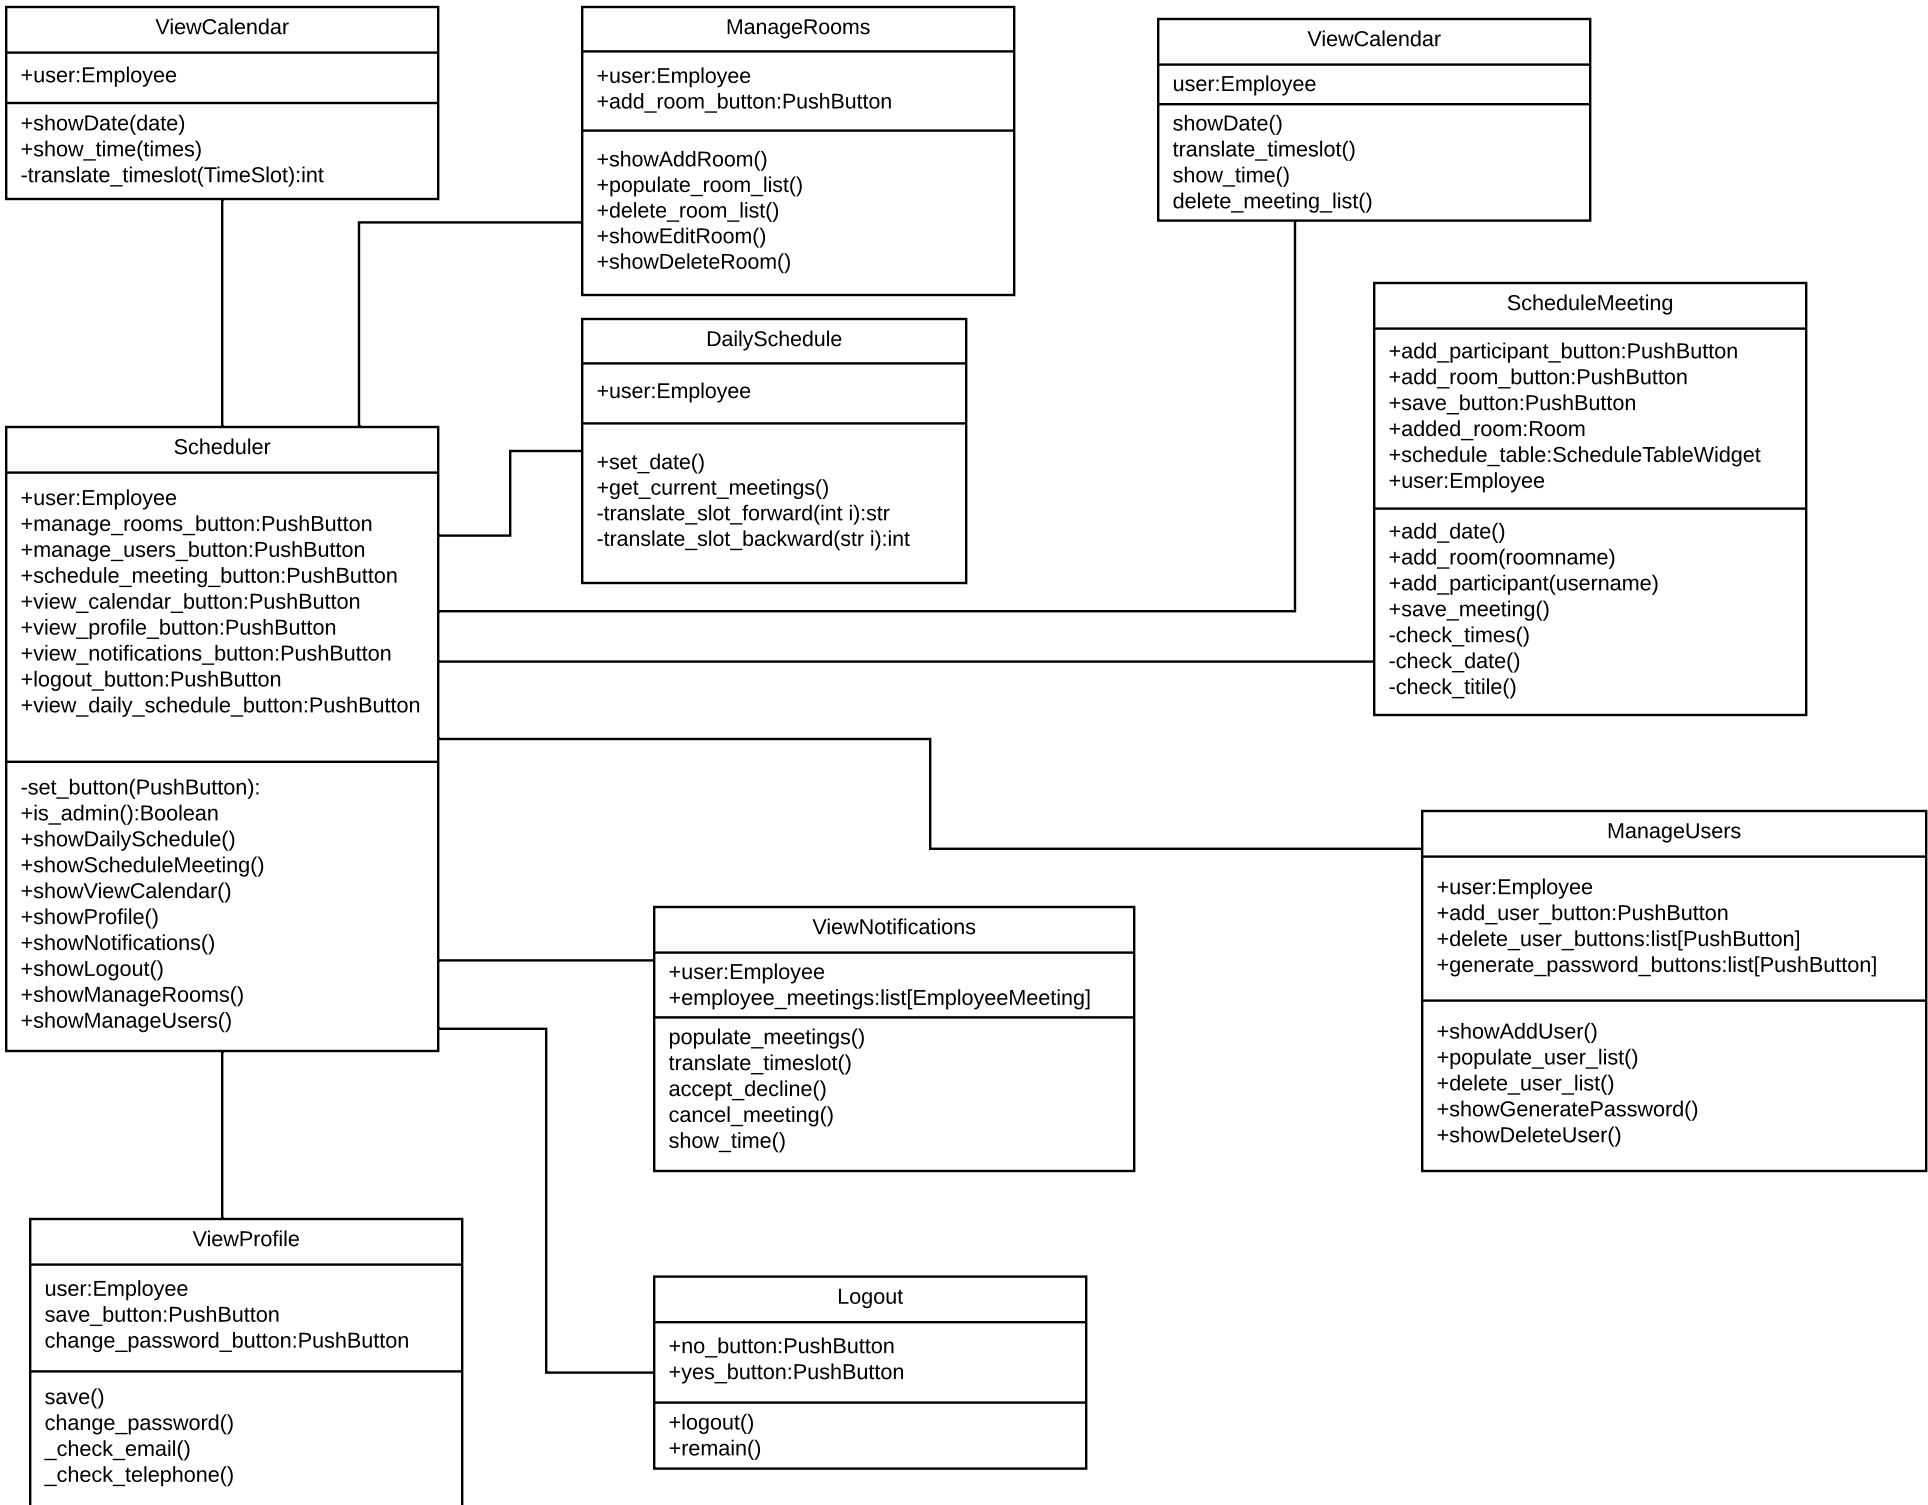 ViewCalendar
+user:Employee
+showDate(date)
+show_time(times)
-translate_timeslot(TimeSlot):int
ManageRooms
+user:Employee
+add_room_button:PushButton
+showAddRoom()
+populate_room_list()
+delete_room_list()
+showEditRoom()
+showDeleteRoom()
ViewCalendar
user:Employee
showDate()
translate_timeslot()
show_time()
delete_meeting_list()
ScheduleMeeting
+add_participant_button:PushButton
+add_room_button:PushButton
+save_button:PushButton
+added_room:Room
+schedule_table:ScheduleTableWidget
+user:Employee
+add_date()
+add_room(roomname)
+add_participant(username)
+save_meeting()
-check_times()
-check_date()
-check_titile()
DailySchedule
+user:Employee
+set_date()
+get_current_meetings()
-translate_slot_forward(int i):str
-translate_slot_backward(str i):int
Scheduler
+user:Employee
+manage_rooms_button:PushButton
+manage_users_button:PushButton
+schedule_meeting_button:PushButton
+view_calendar_button:PushButton
+view_profile_button:PushButton
+view_notifications_button:PushButton
+logout_button:PushButton
+view_daily_schedule_button:PushButton
-set_button(PushButton):
+is_admin():Boolean
+showDailySchedule()
+showScheduleMeeting()
+showViewCalendar()
+showProfile()
+showNotifications()
+showLogout()
+showManageRooms()
+showManageUsers()
ManageUsers
+user:Employee
+add_user_button:PushButton
+delete_user_buttons:list[PushButton]
+generate_password_buttons:list[PushButton]
+showAddUser()
+populate_user_list()
+delete_user_list()
+showGeneratePassword()
+showDeleteUser()
ViewNotifications
+user:Employee
+employee_meetings:list[EmployeeMeeting]
populate_meetings()
translate_timeslot()
accept_decline()
cancel_meeting()
show_time()
ViewProfile
user:Employee
save_button:PushButton
change_password_button:PushButton
save()
change_password()
_check_email()
_check_telephone()
Logout
+no_button:PushButton
+yes_button:PushButton
+logout()
+remain()